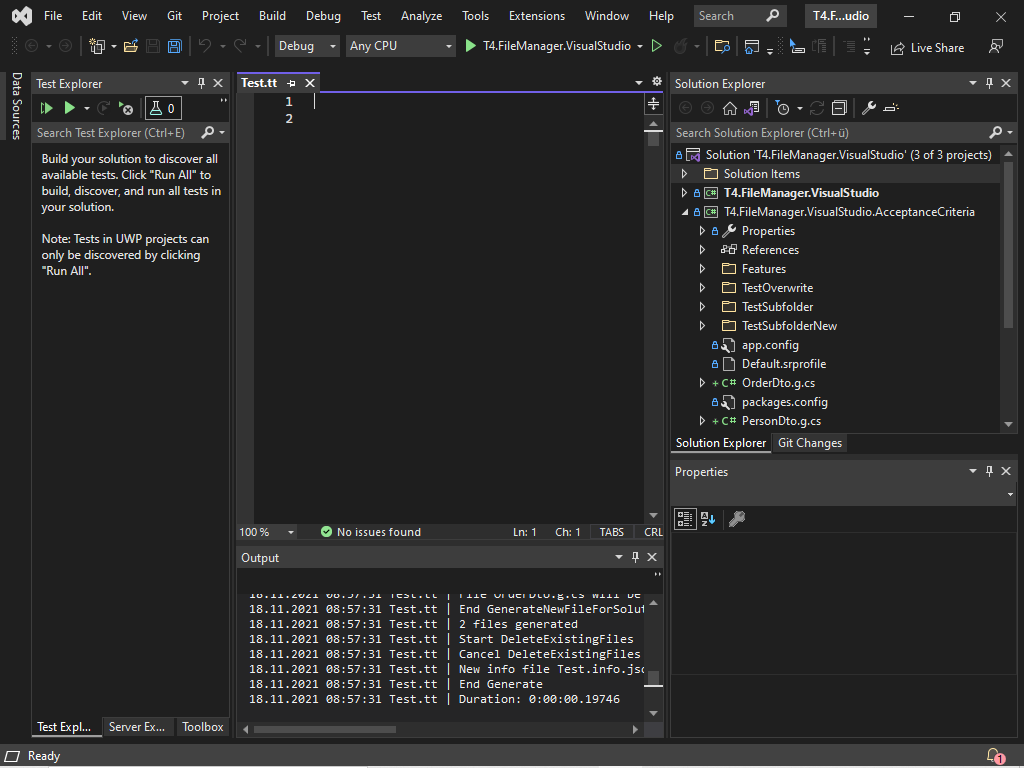 File Edit View Git Project Build Debug Test Analyze Tools Extensions Window Help Search T4.F...udio
Debug Any CPU T4.FileManager.VisualStudio Live Share
Data Sources
Test Explorer
0
Search Test Explorer (Ctrl+E)
Build your solution to discover all
available tests. Click "Run All" to
build, discover, and run all tests in
your solution.
Note: Tests in UWP projects can
only be discovered by clicking
"Run All".
Test Expl... Server Ex... Toolbox
Test.tt
1
2
100 % No issues found Ln: 1 Ch: 1 TABS CRL
Output
18.11.2021 08:57:31 Test.tt | File OrderDto.g.cs will be
18.11.2021 08:57:31 Test.tt | End GenerateNewFileForSolut
18.11.2021 08:57:31 Test.tt | 2 files generated
18.11.2021 08:57:31 Test.tt | Start DeleteExistingFiles
18.11.2021 08:57:31 Test.tt | Cancel DeleteExistingFiles
18.11.2021 08:57:31 Test.tt | New info file Test.info.jso
18.11.2021 08:57:31 Test.tt | End Generate
18.11.2021 08:57:31 Test.tt | Duration: 0:00:00.19746
Solution Explorer
Search Solution Explorer (Ctrl+ü)
Solution 'T4.FileManager.VisualStudio' (3 of 3 projects)
Solution Items
C# T4.FileManager.VisualStudio
C# T4.FileManager.VisualStudio.AcceptanceCriteria
Properties
References
Features
TestOverwrite
TestSubfolder
TestSubfolderNew
app.config
Default.srprofile
+ C# OrderDto.g.cs
packages.config
+ C# PersonDto.g.cs
Solution Explorer Git Changes
Properties
Ready
1